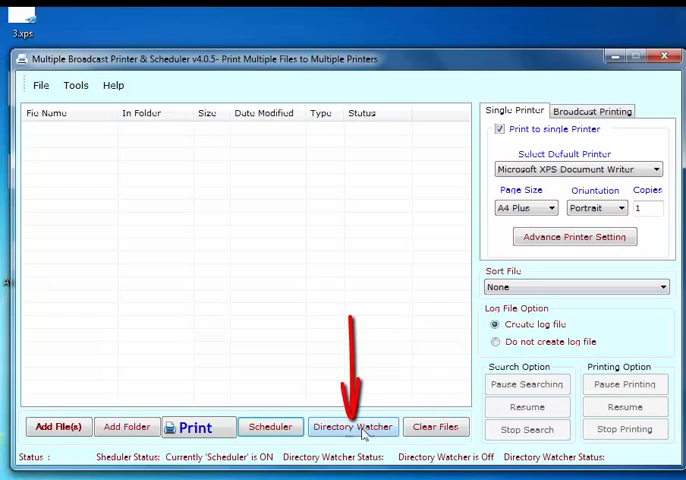 3.xps
Multiple Broadcast Printer & Scheduler v4.0.5- Print Multiple Files to Multiple Printers
File Tools Help
File Name In Folder Size Date Modified Type Status
Single Printer Broadcast Printing
Print to single Printer
Select Default Printer
Microsoft XPS Document Writer
Page Size Oriuntation Copies
A4 Plus Portrait 1
Advance Printer Setting
Sort File
None
Log File Option
Create log file
Do not create log file
Search Option Printing Option
Pause Searching Pause Printing
Resume Resume
Stop Search Stop Printing
Add File(s) Add Folder Print Scheduler Directory Watcher Clear Files
Status : Sheduler Status: Currently 'Scheduler' is ON Directory Watcher Status: Directory Watcher is Off Directory Watcher Status: